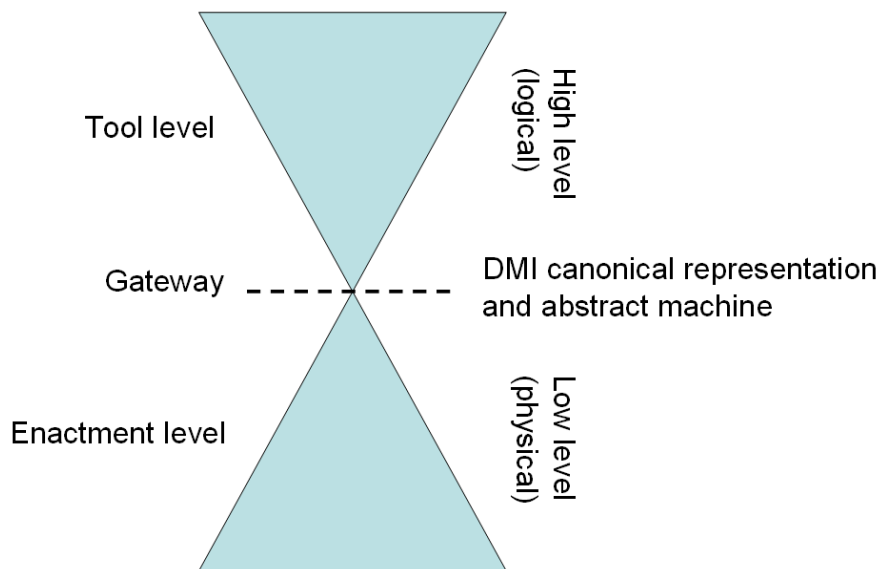 Tool level
High level
(logical)
Gateway
DMI canonical representation
and abstract machine
Enactment level
Low level
(physical)